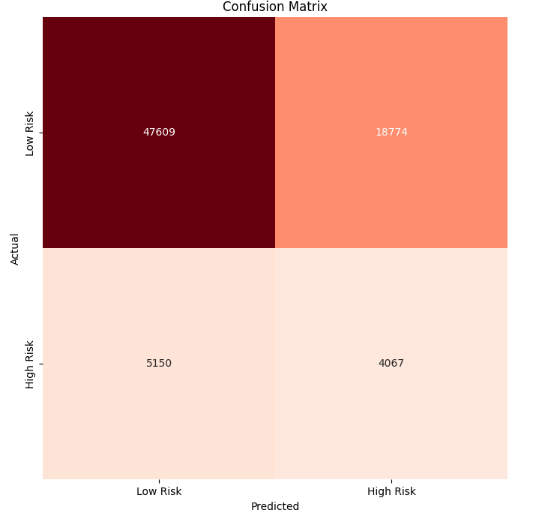 Confusion Matrix
Low Risk
47609
18774
Actual
High Risk
5150
4067
Low Risk
High Risk
Predicted